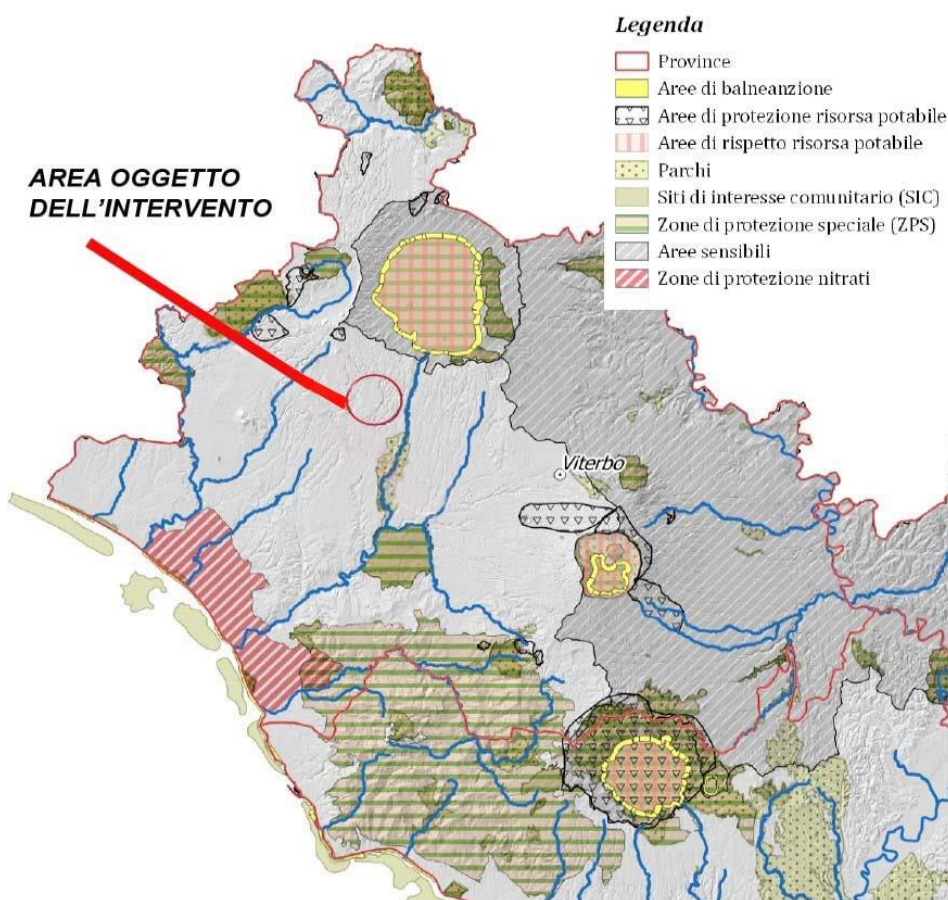 Legenda
Province
Aree di balneanzione
Aree di protezione risorsa potabile
Aree di rispetto risorsa potabile
Parchi
Siti di interesse comunitario (SIC)
Zone di protezione speciale (ZPS)
Aree sensibili
Zone di protezione nitrati
AREA OGGETTO
DELL'INTERVENTO
Viterbo